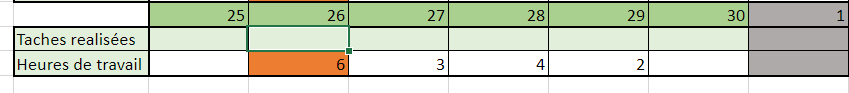 25 26 27 28 29 30 1
Taches realisées
Heures de travail 6 3 4 2